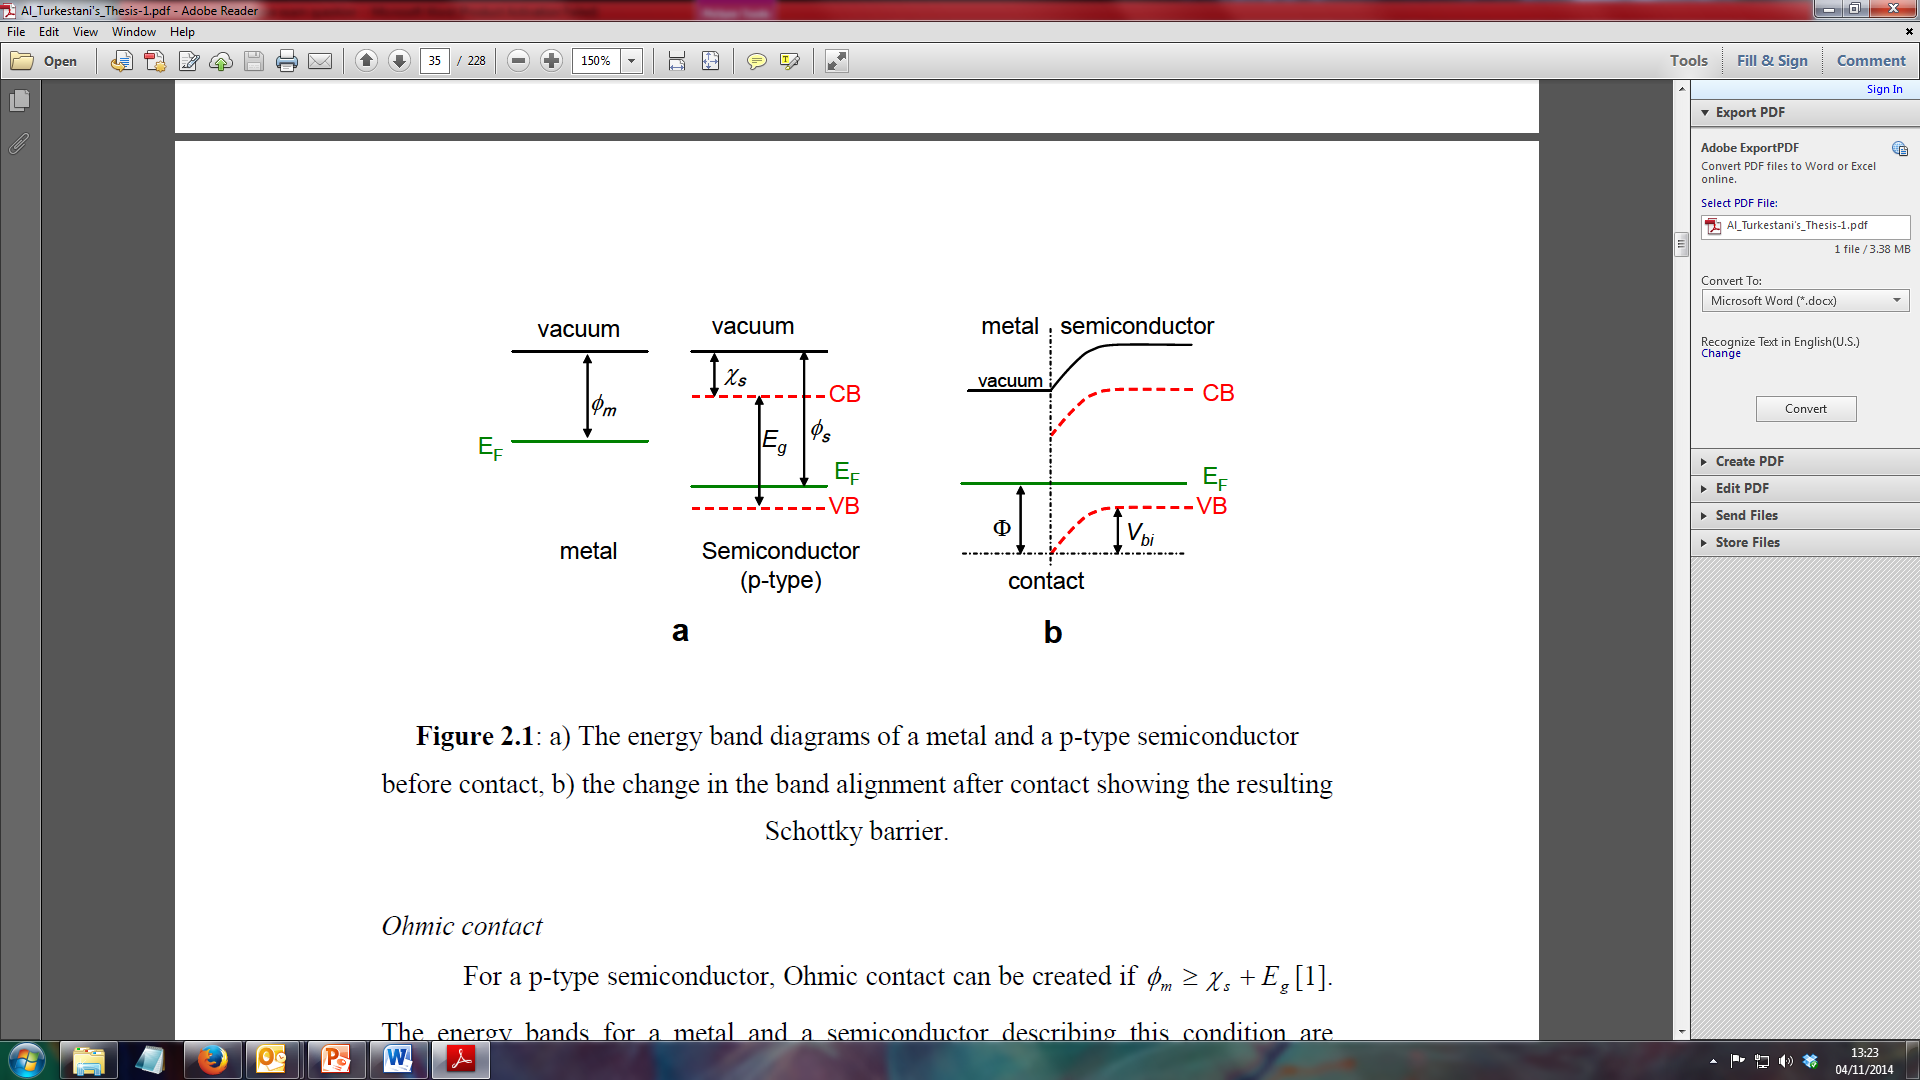 Al_Turkestani's_Thesis-1.pdf - Adobe Reader
File Edit View Window Help
Open 35 / 228 150% Tools Fill & Sign Comment
Sign In
Export PDF
Adobe ExportPDF
Convert PDF files to Word or Excel
online.
Select PDF File:
Al_Turkestani's_Thesis-1.pdf
1 file / 3.38 MB
Convert To:
Microsoft Word (*.docx)
Recognize Text in English(U.S.)
Change
Convert
Create PDF
Edit PDF
Send Files
Store Files
vacuum
ϕm
EF
metal
vacuum
χs
CB
Eg
ϕs
EF
VB
Semiconductor
(p-type)
a
metal semiconductor
vacuum
CB
EF
VB
Φ
Vbi
contact
b
Figure 2.1: a) The energy band diagrams of a metal and a p-type semiconductor
before contact, b) the change in the band alignment after contact showing the resulting
Schottky barrier.
Ohmic contact
For a p-type semiconductor, Ohmic contact can be created if ϕm ≥ χs + Eg [1].
The energy bands for a metal and a semiconductor describing this condition are
13:23
04/11/2014